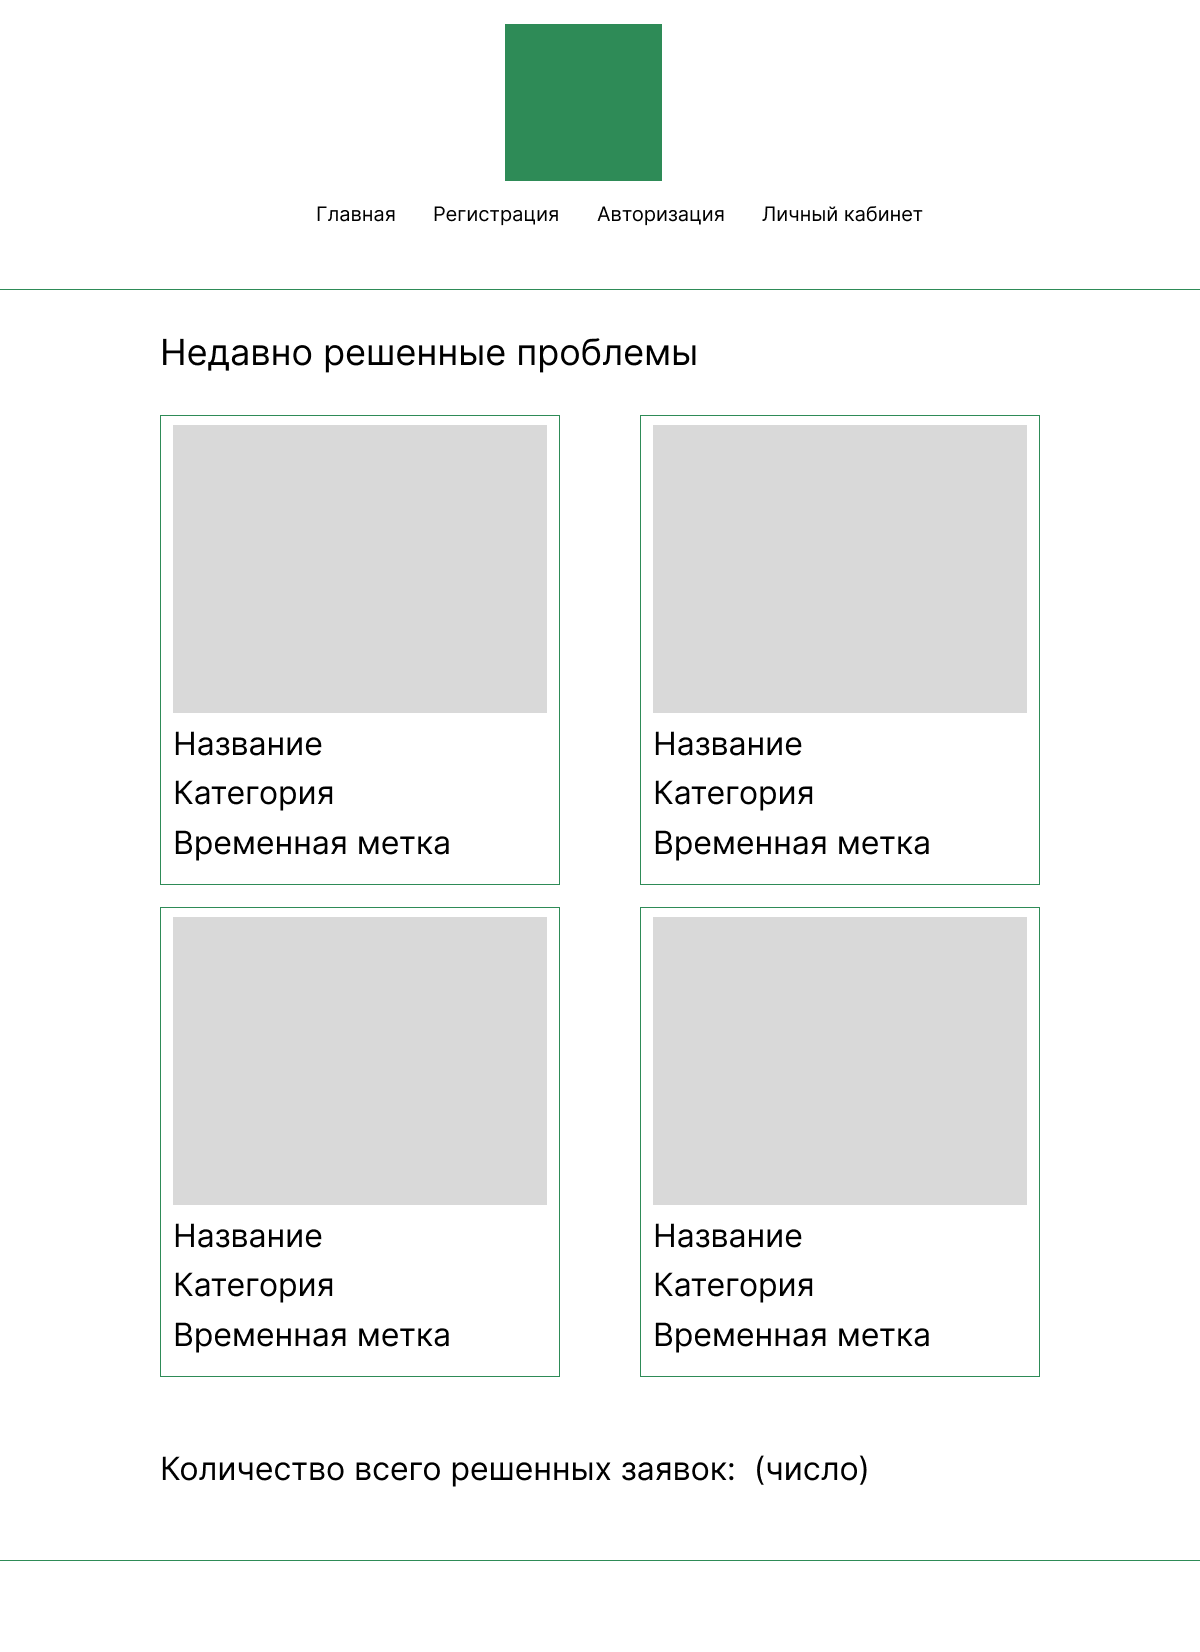 Главная Регистрация Авторизация Личный кабинет
Недавно решенные проблемы
Название
Категория
Временная метка
Название
Категория
Временная метка
Название
Категория
Временная метка
Название
Категория
Временная метка
Количество всего решенных заявок: (число)